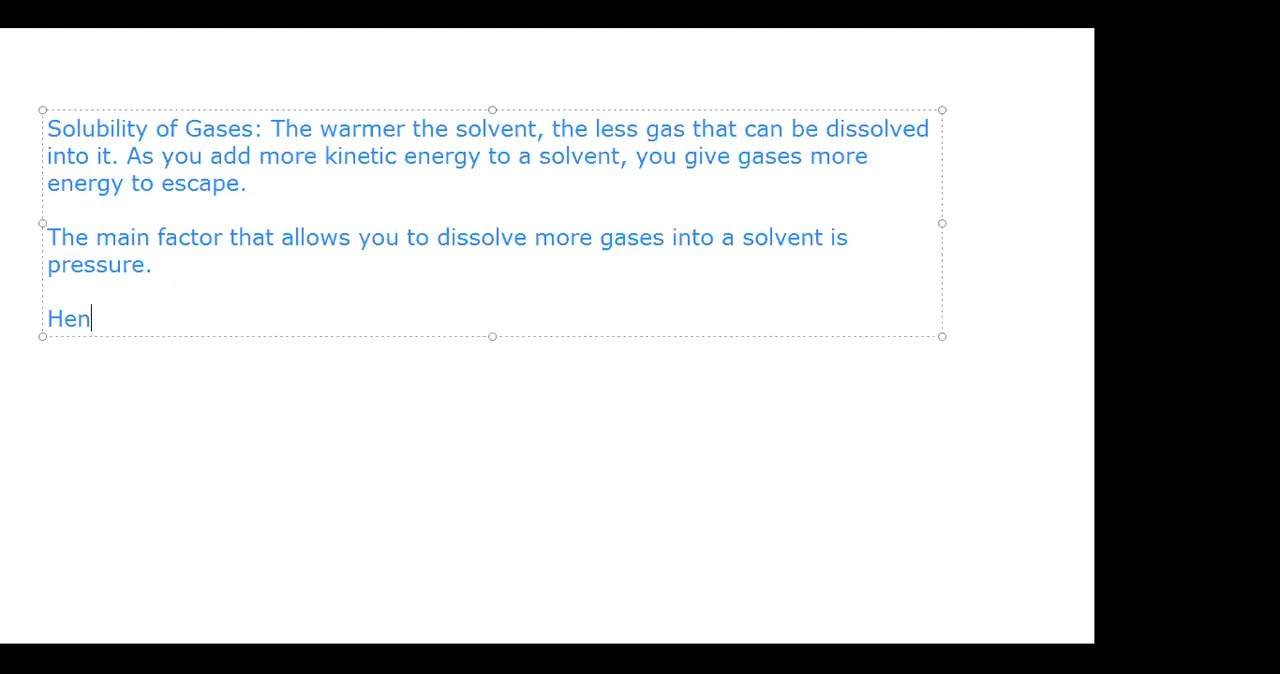 Solubility of Gases: The warmer the solvent, the less gas that can be dissolved
into it. As you add more kinetic energy to a solvent, you give gases more
energy to escape.
The main factor that allows you to dissolve more gases into a solvent is
pressure.
Hen